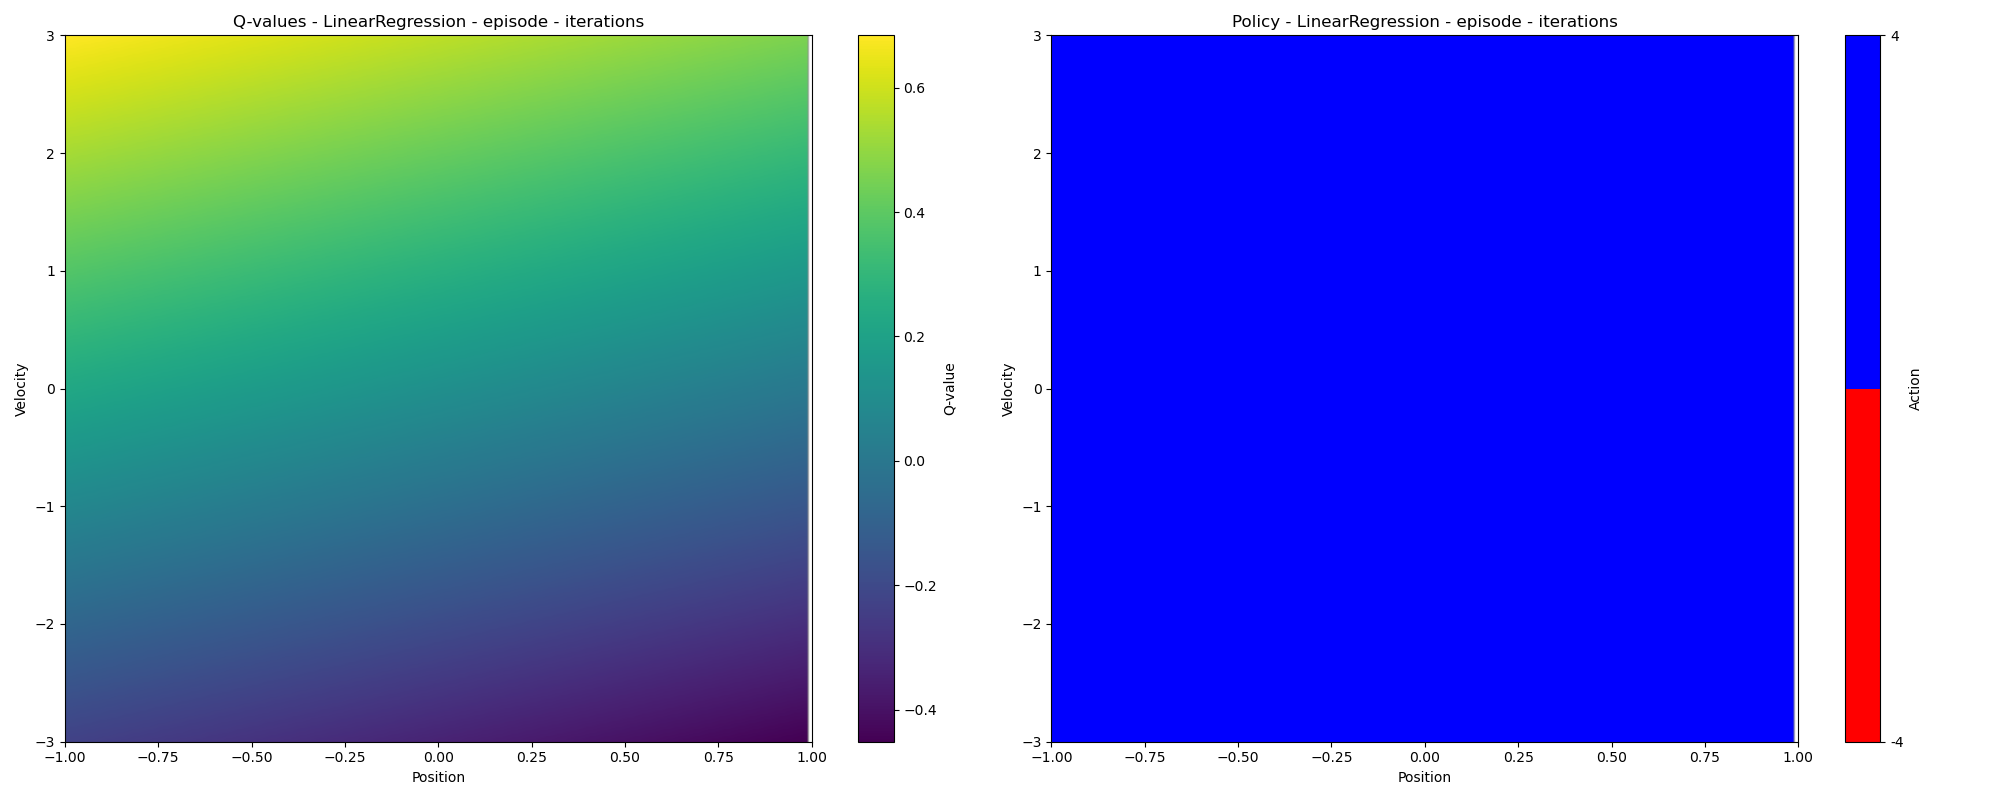 Q-values - LinearRegression - episode - iterations
3
2
1
0
−1
−2
−3
Velocity
−1.00 −0.75 −0.50 −0.25 0.00 0.25 0.50 0.75 1.00
Position
0.6
0.4
0.2
0.0
−0.2
−0.4
Q-value
Policy - LinearRegression - episode - iterations
3
2
1
0
−1
−2
−3
Velocity
−1.00 −0.75 −0.50 −0.25 0.00 0.25 0.50 0.75 1.00
Position
4
-4
Action